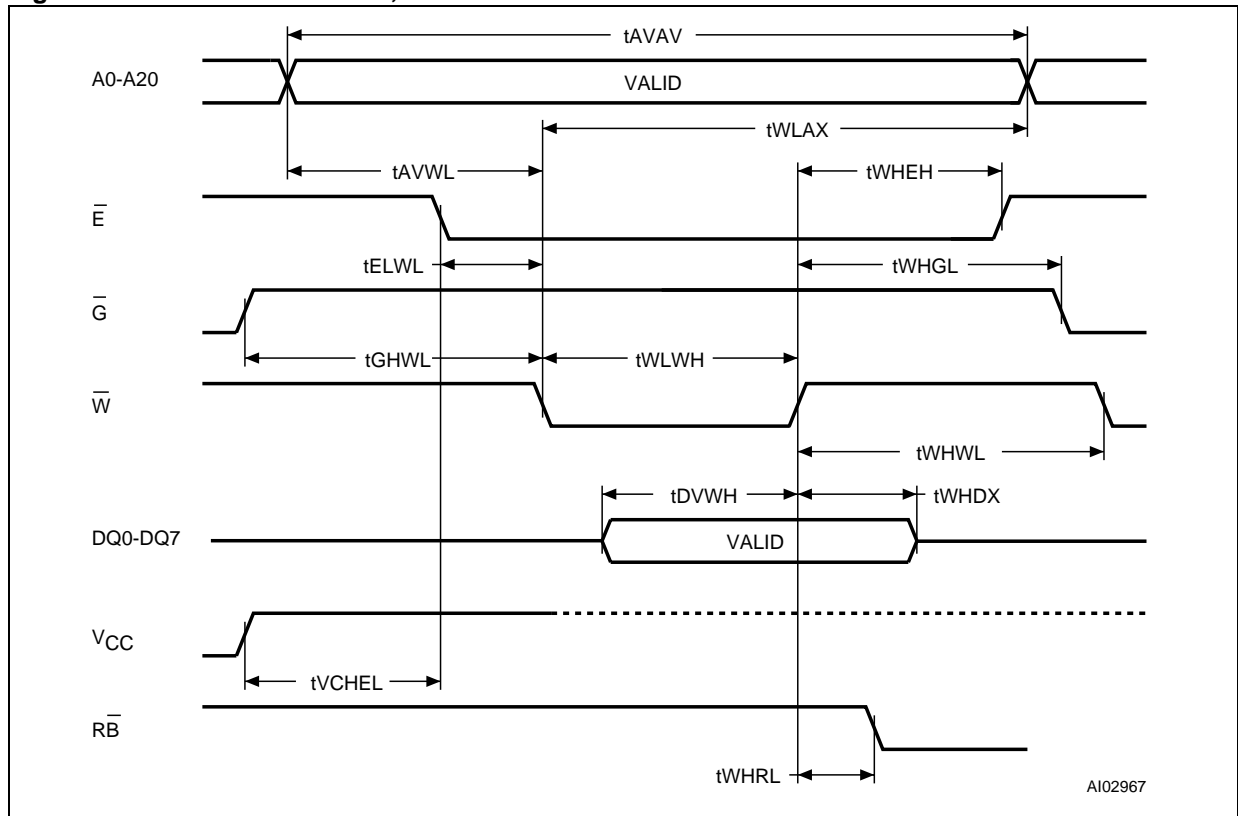 tAVAV
A0-A20
VALID
tWLAX
tAVWL
tWHEH
E̅
tELWL
tWHGL
G̅
tGHWL
tWLWH
W̅
tWHWL
tDVWH
tWHDX
DQ0-DQ7
VALID
VCC
tVCHEL
RB̅
tWHRL
AI02967